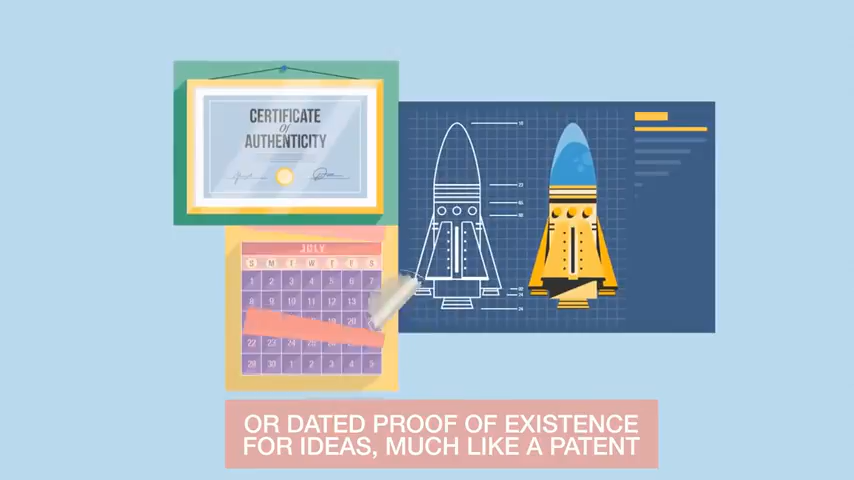 CERTIFICATE
Of
AUTHENTICITY
JULY
S M T W T F S
1 2 3 4 5 6 7
8 9 10 11 12 13
22 23 24 25 26 27 28
29 30 1 2 3 4 5
OR DATED PROOF OF EXISTENCE
FOR IDEAS, MUCH LIKE A PATENT